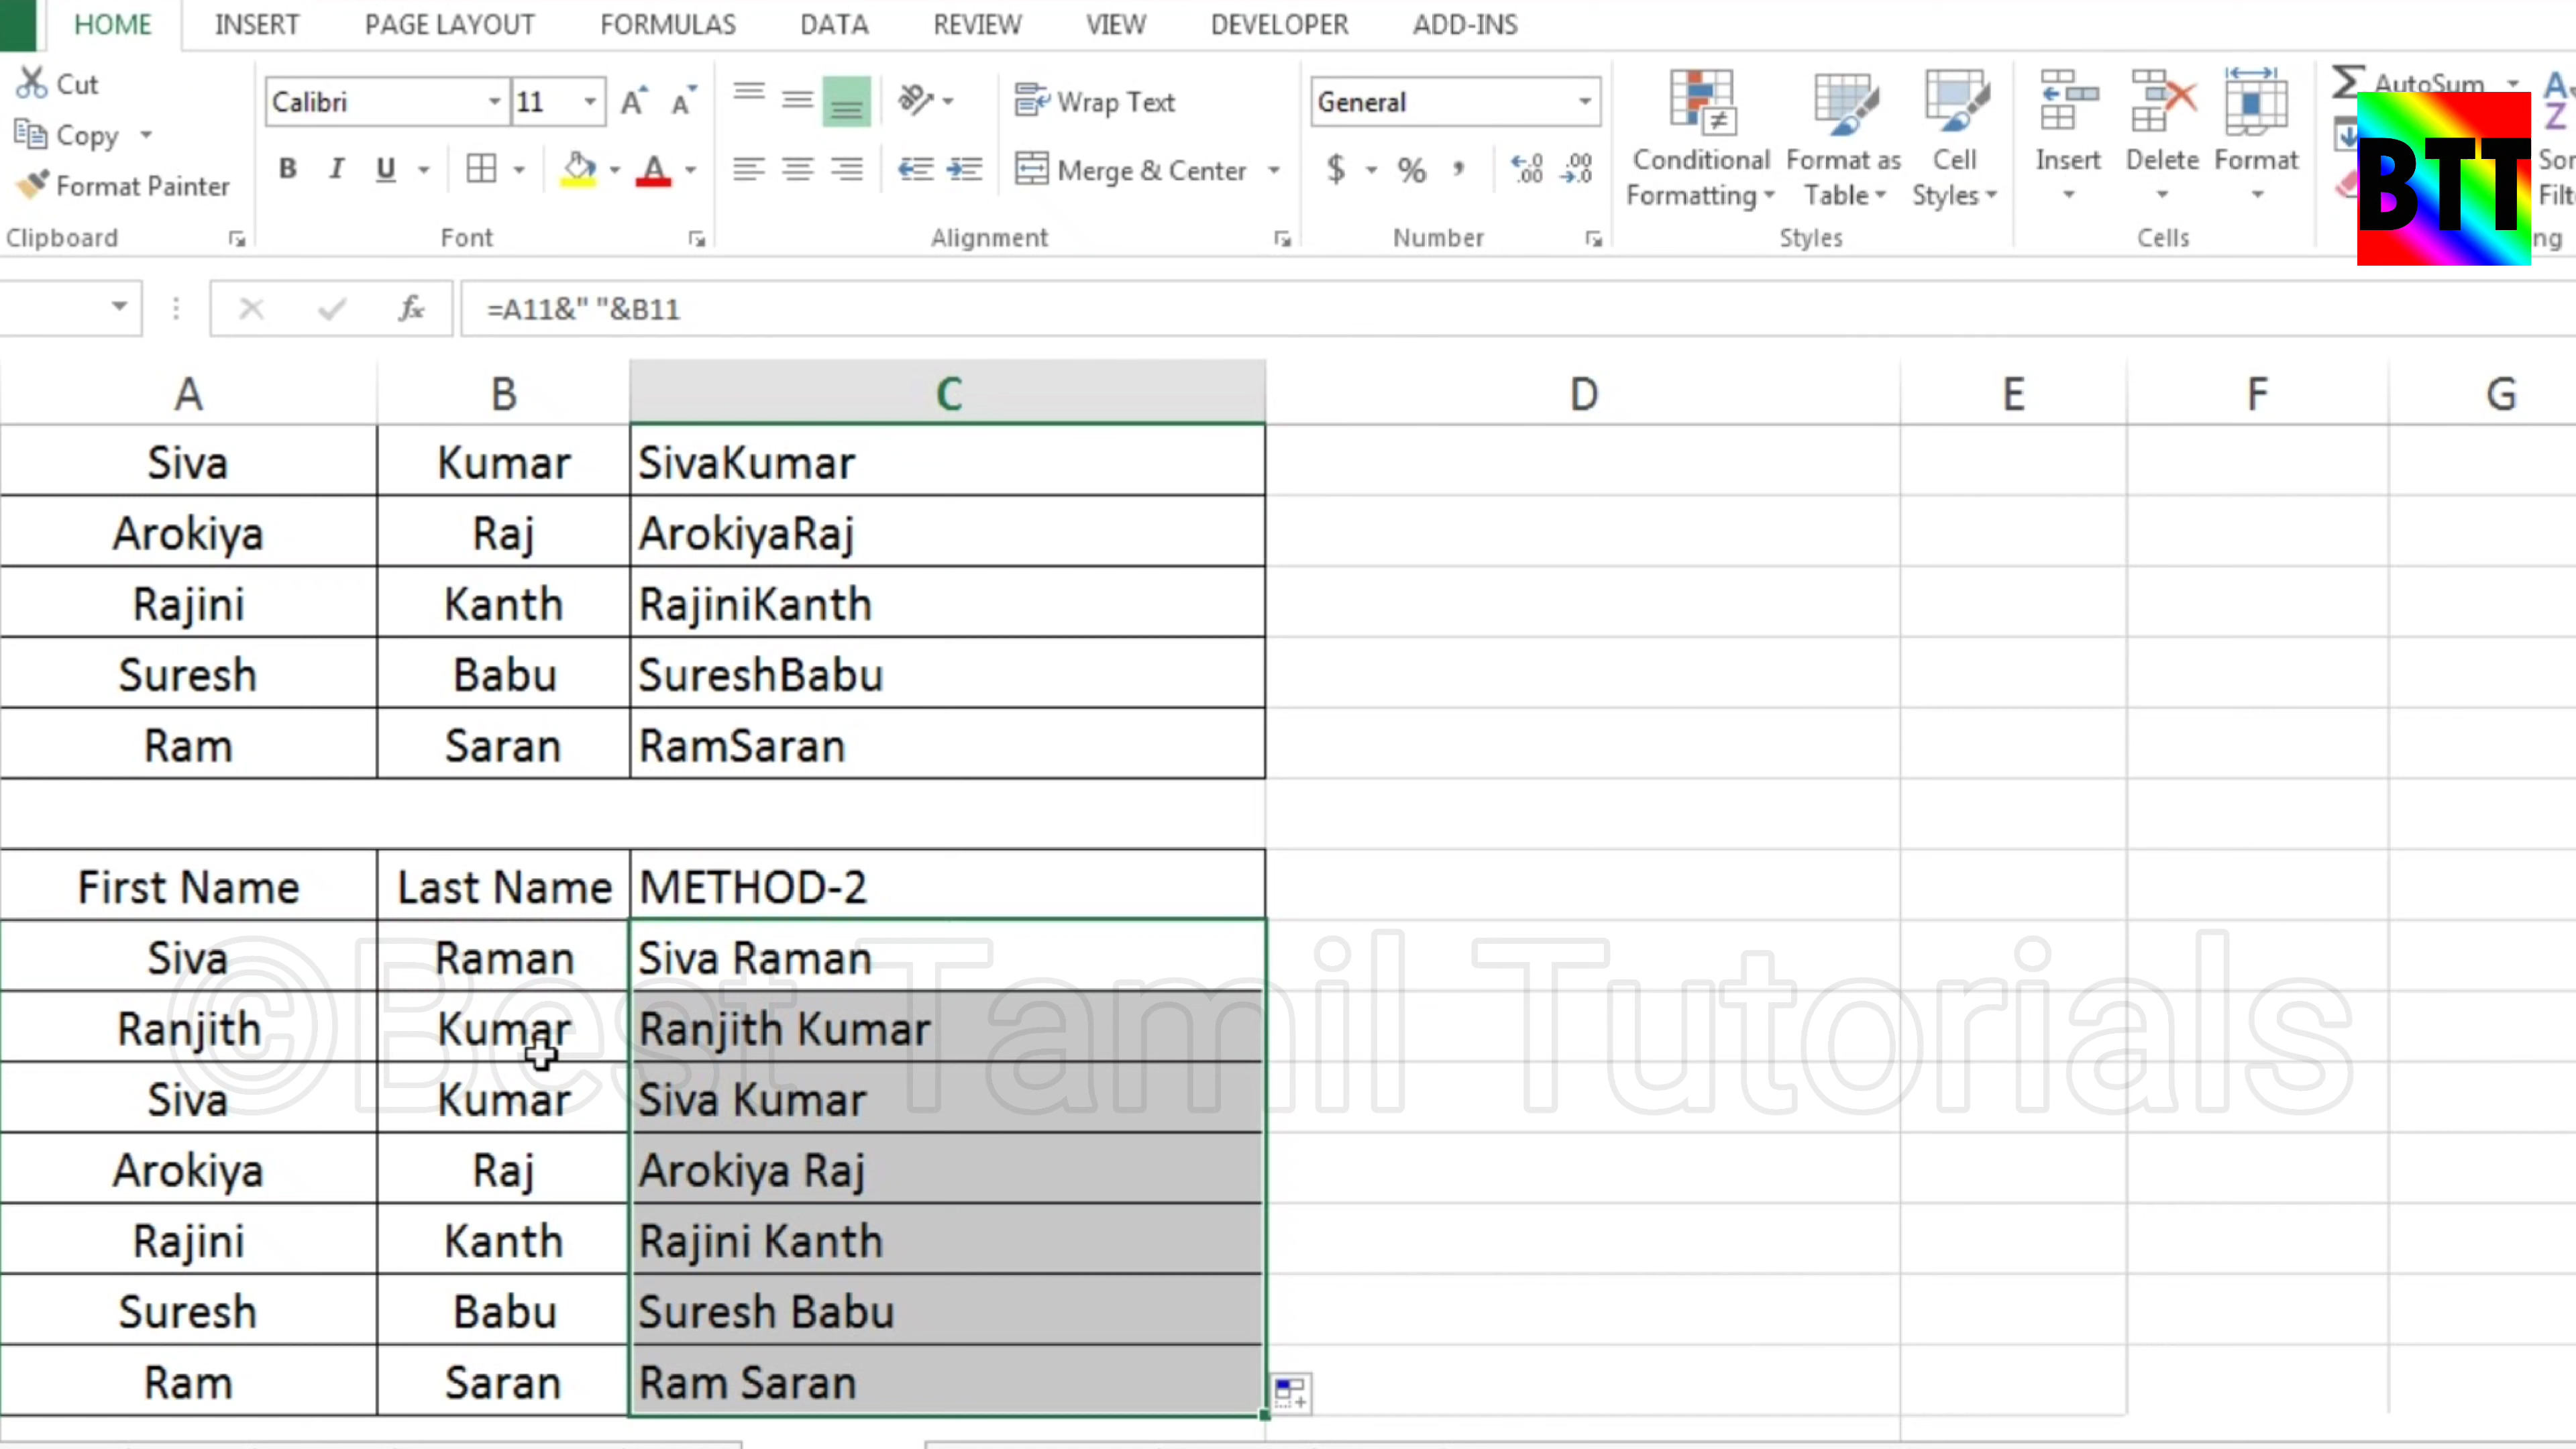 HOME INSERT PAGE LAYOUT FORMULAS DATA REVIEW VIEW DEVELOPER ADD-INS
Cut
Copy
Format Painter
Clipboard
Calibri 11
B I U
Font
Wrap Text
Merge & Center
Alignment
General
$ % ,
Number
Conditional Formatting
Format as Table
Cell Styles
Styles
Insert Delete Format
Cells
AutoSum
BTT
=A11&" "&B11
A B C D E F G
Siva Kumar SivaKumar
Arokiya Raj ArokiyaRaj
Rajini Kanth RajiniKanth
Suresh Babu SureshBabu
Ram Saran RamSaran
First Name Last Name METHOD-2
Siva Raman Siva Raman
Ranjith Kumar Ranjith Kumar
Siva Kumar Siva Kumar
Arokiya Raj Arokiya Raj
Rajini Kanth Rajini Kanth
Suresh Babu Suresh Babu
Ram Saran Ram Saran
©Best Tamil Tutorials